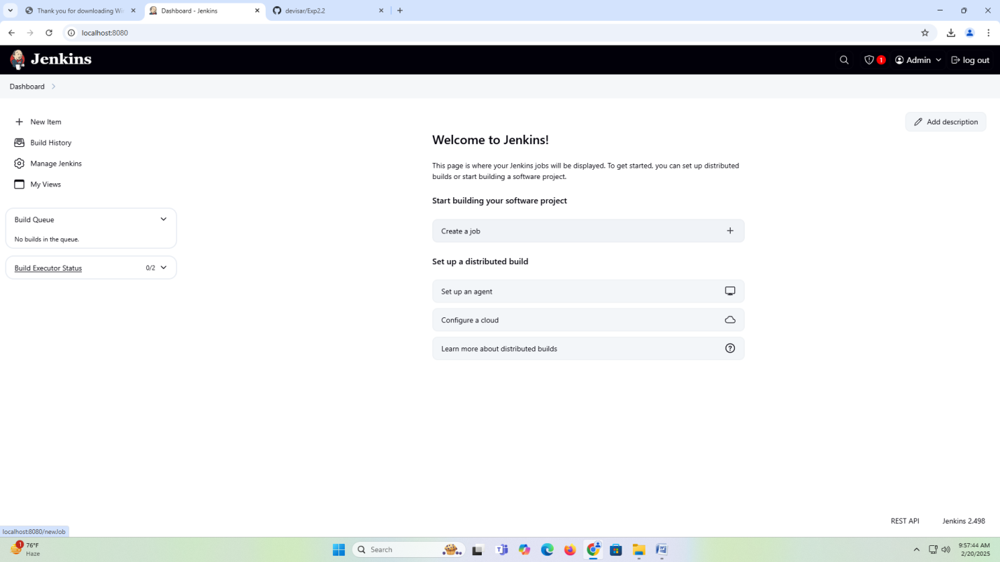 Thank you for downloading Wi
Dashboard - Jenkins
devisar/Exp2.2
localhost:8080
Jenkins
1
Admin
log out
Dashboard
New Item
Build History
Manage Jenkins
My Views
Add description
Welcome to Jenkins!
This page is where your Jenkins jobs will be displayed. To get started, you can set up distributed
builds or start building a software project.
Start building your software project
Create a job
Set up a distributed build
Set up an agent
Configure a cloud
Learn more about distributed builds
Build Queue
No builds in the queue.
Build Executor Status
0/2
REST API
Jenkins 2.498
localhost:8080/newJob
1
76°F
Haze
Search
9:57:44 AM
2/20/2025